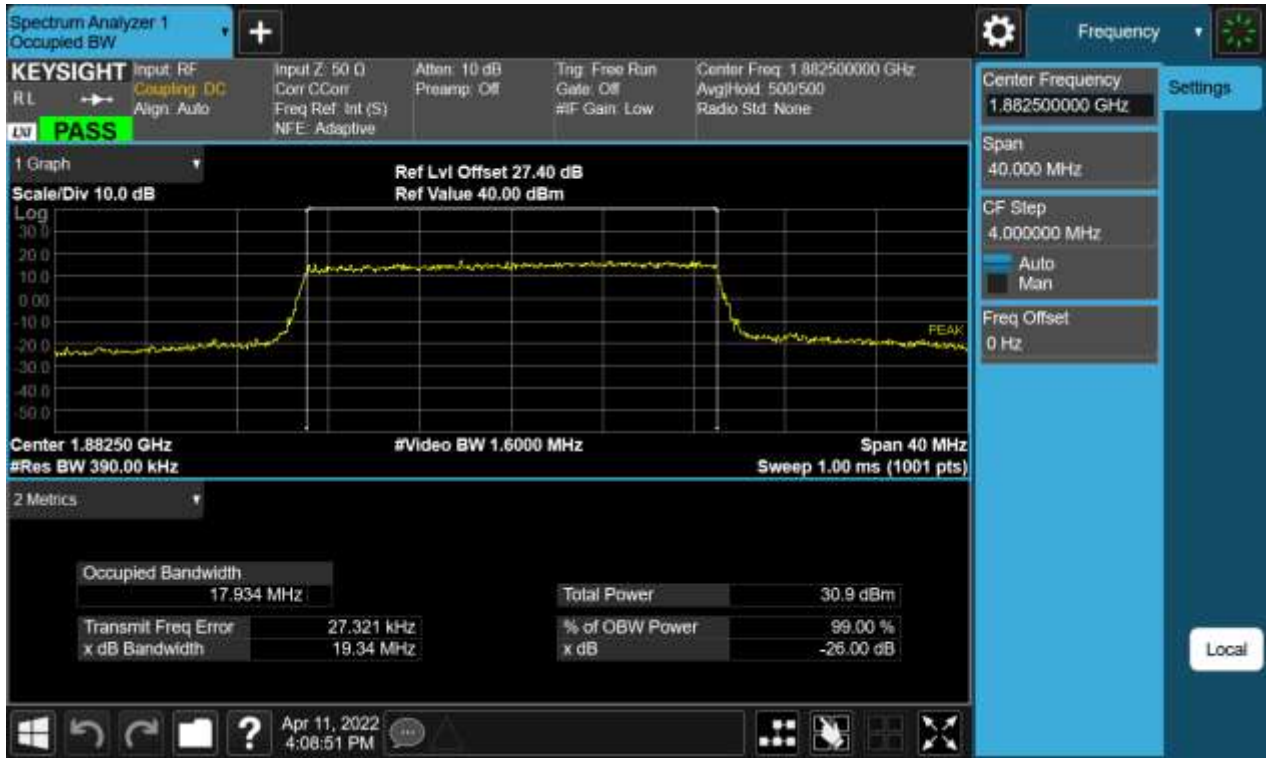 Spectrum Analyzer 1
Occupied BW
+
Frequency
KEYSIGHT
RL
LXI
PASS
Input: RF
Coupling: DC
Align: Auto
Input Z: 50 Ω
Corr CCorr
Freq Ref: Int (S)
NFE: Adaptive
Atten: 10 dB
Preamp: Off
Trig: Free Run
Gate: Off
#IF Gain: Low
Center Freq: 1.882500000 GHz
Avg|Hold: 500/500
Radio Std: None
Center Frequency
1.882500000 GHz
Settings
Span
40.000 MHz
CF Step
4.000000 MHz
Auto
Man
Freq Offset
0 Hz
Local
1 Graph
Scale/Div 10.0 dB
Ref Lvl Offset 27.40 dB
Ref Value 40.00 dBm
Log
30.0
20.0
10.0
0.00
-10.0
-20.0
-30.0
-40.0
-50.0
PEAK
Center 1.88250 GHz
#Video BW 1.6000 MHz
Span 40 MHz
#Res BW 390.00 kHz
Sweep 1.00 ms (1001 pts)
2 Metrics
Occupied Bandwidth
17.934 MHz
Total Power 30.9 dBm
Transmit Freq Error 27.321 kHz
% of OBW Power 99.00 %
x dB Bandwidth 19.34 MHz
x dB -26.00 dB
?
Apr 11, 2022
4:08:51 PM